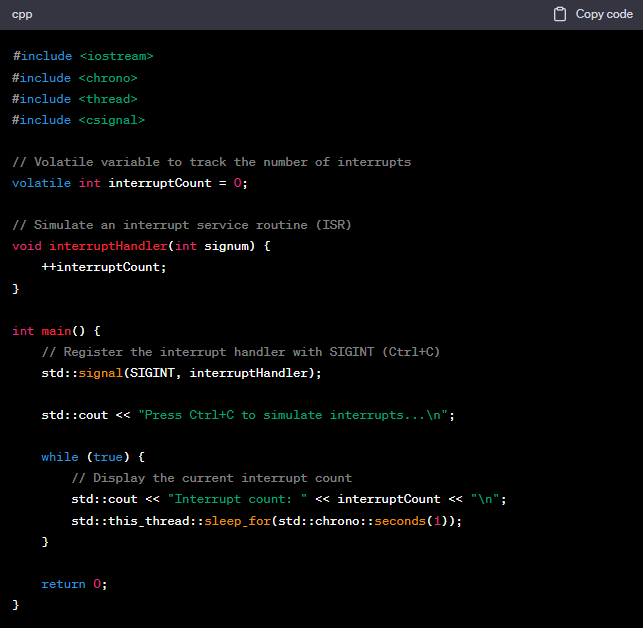 cpp
Copy code
#include <iostream>
#include <chrono>
#include <thread>
#include <csignal>
// Volatile variable to track the number of interrupts
volatile int interruptCount = 0;
// Simulate an interrupt service routine (ISR)
void interruptHandler(int signum) {
    ++interruptCount;
}
int main() {
    // Register the interrupt handler with SIGINT (Ctrl+C)
    std::signal(SIGINT, interruptHandler);
    std::cout << "Press Ctrl+C to simulate interrupts...\n";
    while (true) {
        // Display the current interrupt count
        std::cout << "Interrupt count: " << interruptCount << "\n";
        std::this_thread::sleep_for(std::chrono::seconds(1));
    }
    return 0;
}